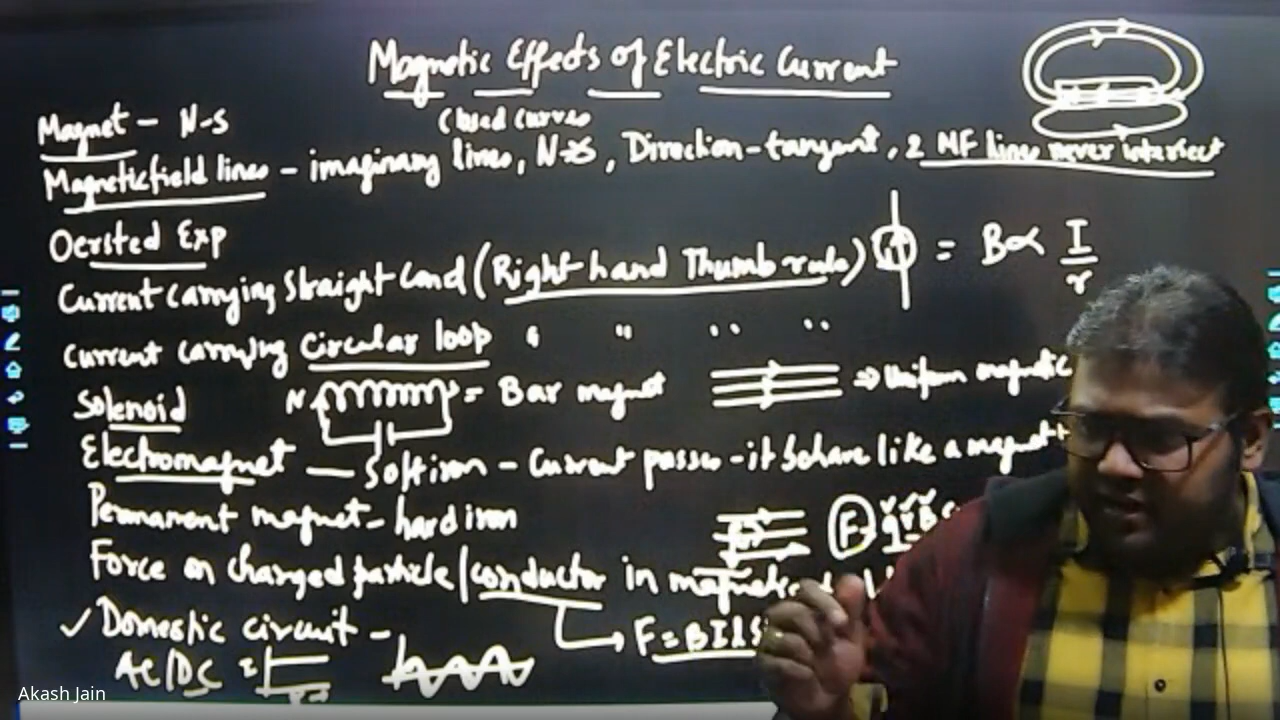 Magnetic Effects of Electric Current
Magnet - N-S
closed curves
Magnetic field lines - imaginary lines, N→S, Direction - tangent, 2 MF lines never intersect
Oersted Exp
Current carrying straight Cond (Right hand Thumb rule) = B∝ I/r
Current carrying Circular loop " " " "
Solenoid N S = Bar magnet ⇒ Uniform magnetic
Electromagnet — Soft iron - Current passes - it behave like a magnet
Permanent magnet - hard iron
F= qvB
Force on charged particle / conductor in magnetic
✓ Domestic circuit - F = BIl
AC/DC =
Akash Jain